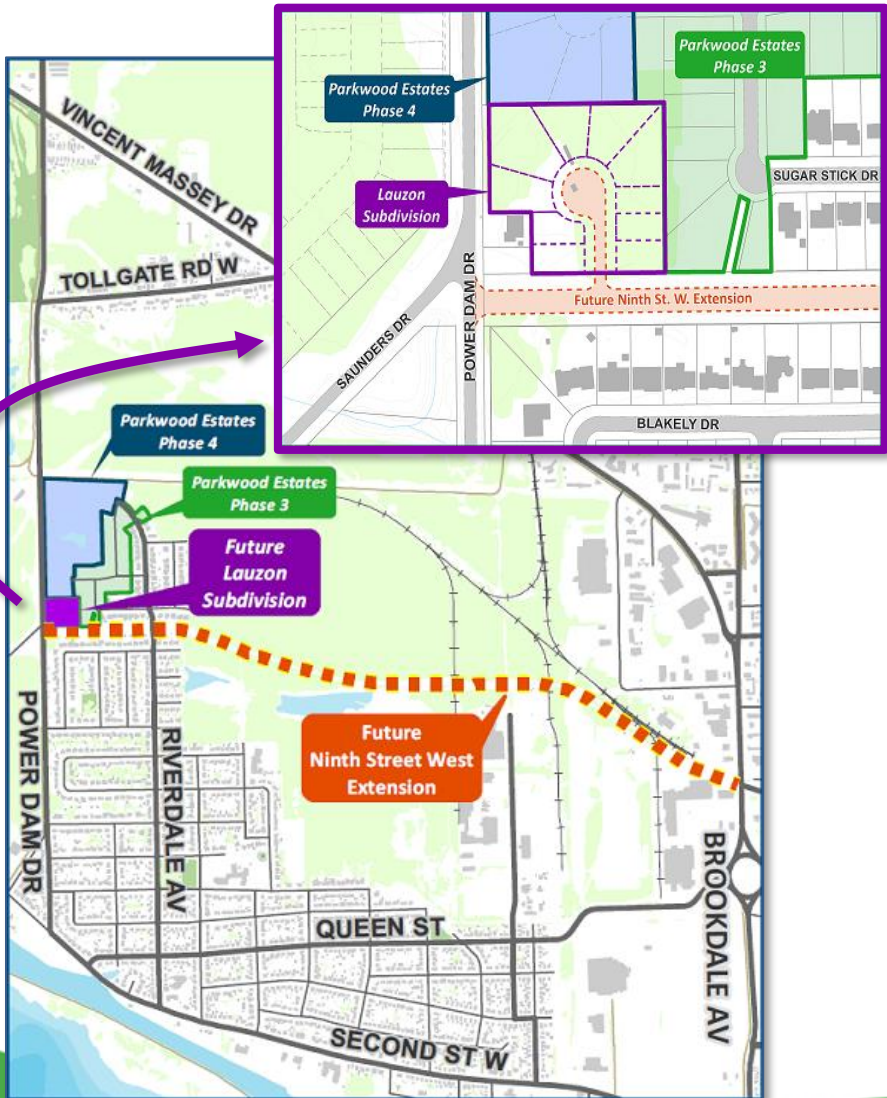 Parkwood Estates
Phase 3
Parkwood Estates
Phase 4
Lauzon
Subdivision
SUGAR STICK DR
Future Ninth St. W. Extension
POWER DAM DR
SAUNDERS DR
BLAKELY DR
VINCENT MASSEY DR
TOLLGATE RD W
Parkwood Estates
Phase 4
Parkwood Estates
Phase 3
Future
Lauzon
Subdivision
POWER DAM DR
RIVERDALE AV
Future
Ninth Street West
Extension
BROOKDALE AV
QUEEN ST
SECOND ST W